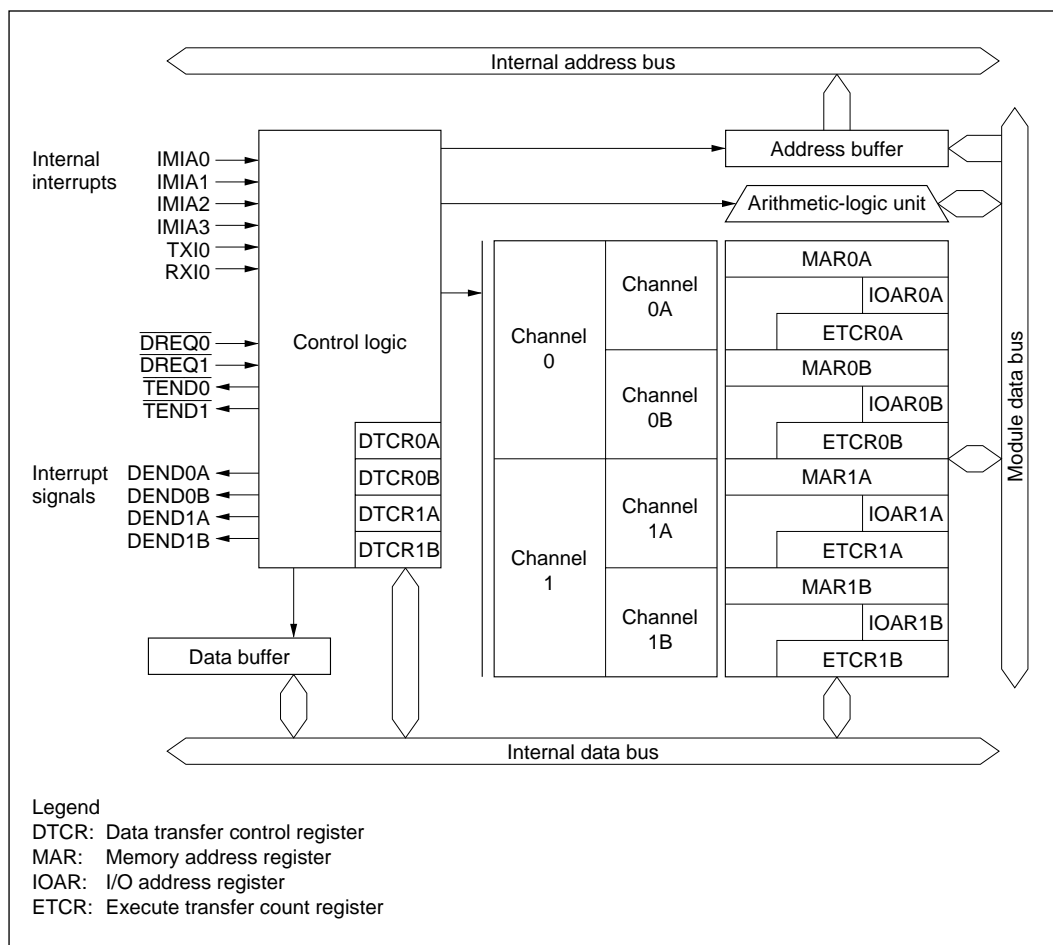 Internal address bus
Internal
interrupts
IMIA0
IMIA1
IMIA2
IMIA3
TXI0
RXI0
DREQ0
DREQ1
TEND0
TEND1
Interrupt
signals
DEND0A
DEND0B
DEND1A
DEND1B
Control logic
DTCR0A
DTCR0B
DTCR1A
DTCR1B
Data buffer
Address buffer
Arithmetic-logic unit
Channel
0
Channel
0A
Channel
0B
Channel
1
Channel
1A
Channel
1B
MAR0A
IOAR0A
ETCR0A
MAR0B
IOAR0B
ETCR0B
MAR1A
IOAR1A
ETCR1A
MAR1B
IOAR1B
ETCR1B
Module data bus
Internal data bus
Legend
DTCR: Data transfer control register
MAR: Memory address register
IOAR: I/O address register
ETCR: Execute transfer count register